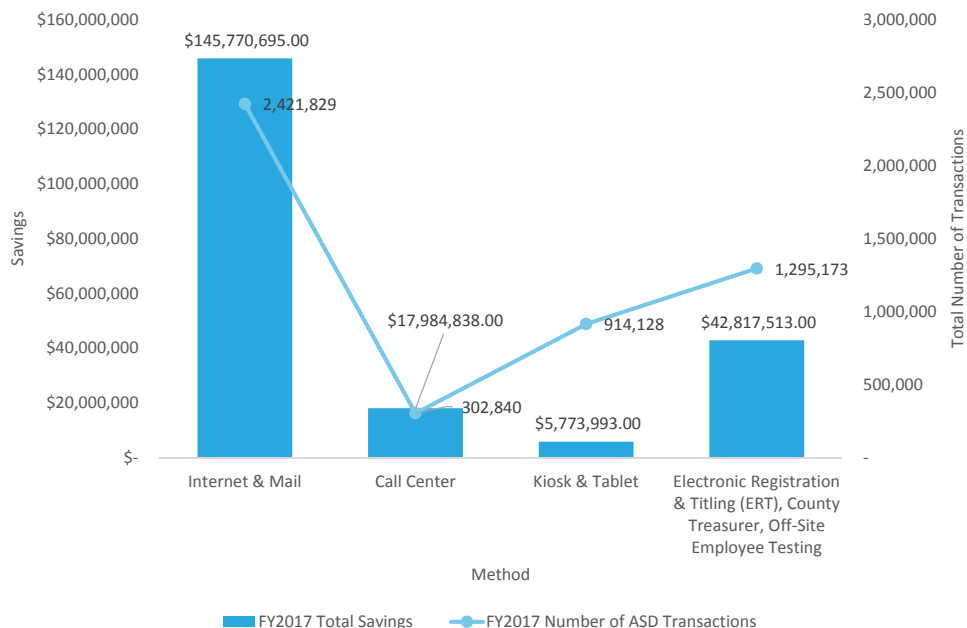 $160,000,000
$140,000,000
$120,000,000
$100,000,000
$80,000,000
$60,000,000
$40,000,000
$20,000,000
$-
Savings
3,000,000
2,500,000
2,000,000
1,500,000
1,000,000
500,000
-
Total Number of Transactions
$145,770,695.00
2,421,829
$17,984,838.00
302,840
914,128
$5,773,993.00
1,295,173
$42,817,513.00
Internet & Mail
Call Center
Kiosk & Tablet
Electronic Registration
& Titling (ERT), County
Treasurer, Off-Site
Employee Testing
Method
FY2017 Total Savings
FY2017 Number of ASD Transactions